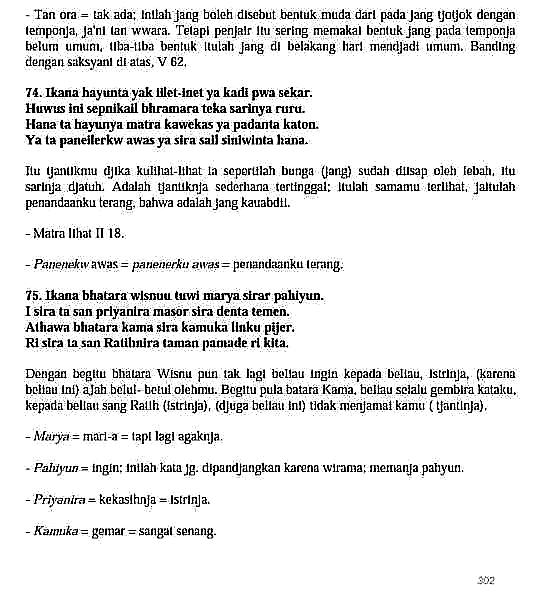 - Tan ora = tak ada; inilah jang boleh disebut bentuk muda dari pada jang tjotjok dengan
temponja, ja'ni tan wwara. Tetapi penjair itu sering memakai bentuk jang pada temponja
belum umum, tiba-tiba bentuk itulah jang di belakang hari mendjadi umum. Banding
dengan saksyani di atas, V 62.
74. Ikana hayunta yak lilet-inet ya kadi pwa sekar.
Huwus ini sepnikail bhramara teka sarinya ruru.
Hana ta hayunya matra kawekas ya padanta katon.
Ya ta paneilerkw awas ya sira sail siniwinta hana.
Itu tjantikmu djika kulihat-lihat ia sepertilah bunga (jang) sudah diisap oleh lebah, itu
sarinja djatuh. Adalah tjantiknja sederhana tertinggal; itulah samamu terlihat, jaitulah
penandaanku terang, bahwa adalah jang kauabdii.
- Matra lihat II 18.
- Panenekw awas = panenerku awas = penandaanku terang.
75. Ikana bhatara wisnuu tuwi marya sirar pahiyun.
I sira ta san priyanira masor sira denta temen.
Athawa bhatara kama sira kamuka linku pijer.
Ri sira ta san Ratihnira taman pamade ri kita.
Dengan begitu bhatara Wisnu pun tak lagi beliau ingin kepada beliau, istrinja, (karena
beliau ini) ajah betul- betul olehmu. Begitu pula batara Kama, beliau selalu gembira kataku,
kepada beliau sang Ratih (istrinja), (djuga beliau ini) tidak menjamai kamu ( tjantinja).
- Marya = mari-a = tapi lagi agaknja.
- Pahiyun = ingin; inilah kata jg. dipandjangkan karena wirama; memanja pahyun.
- Priyanira = kekasihnja = istrinja.
- Kamuka = gemar = sangat senang.
302